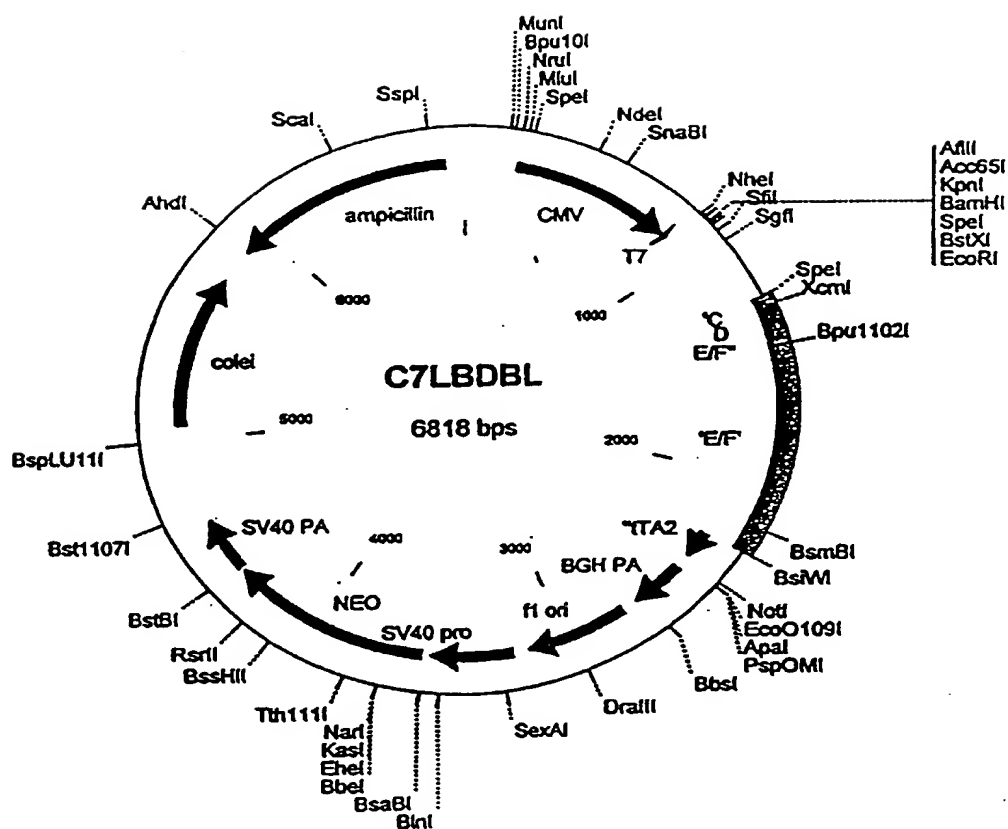 MunI
Bpu10I
NruI
MluI
SpeI
SspI
NdeI
ScaI
SnaBI
AflII
Acc65I
KpnI
BamHI
SpeI
BstXI
EcoRI
NheI
SfiI
SgfI
AhdI
ampicillin
CMV
T7
SpeI
XcmI
6000
1000
Bpu1102I
"C
D
E/F"
colei
C7LBDBL
6818 bps
5000
2000
"E/F"
BspLU11I
SV40 PA
4000
3000
"tTA2
BsmBI
Bst1107I
BGH PA
BsiWI
NEO
f1 ori
NotI
BstBI
SV40 pro
EcoO109I
RsrII
ApaI
BssHII
PspOMI
BbsI
Tth111I
DraIII
NarI
SexAI
KasI
EheI
BbeI
BsaBI
BlnI